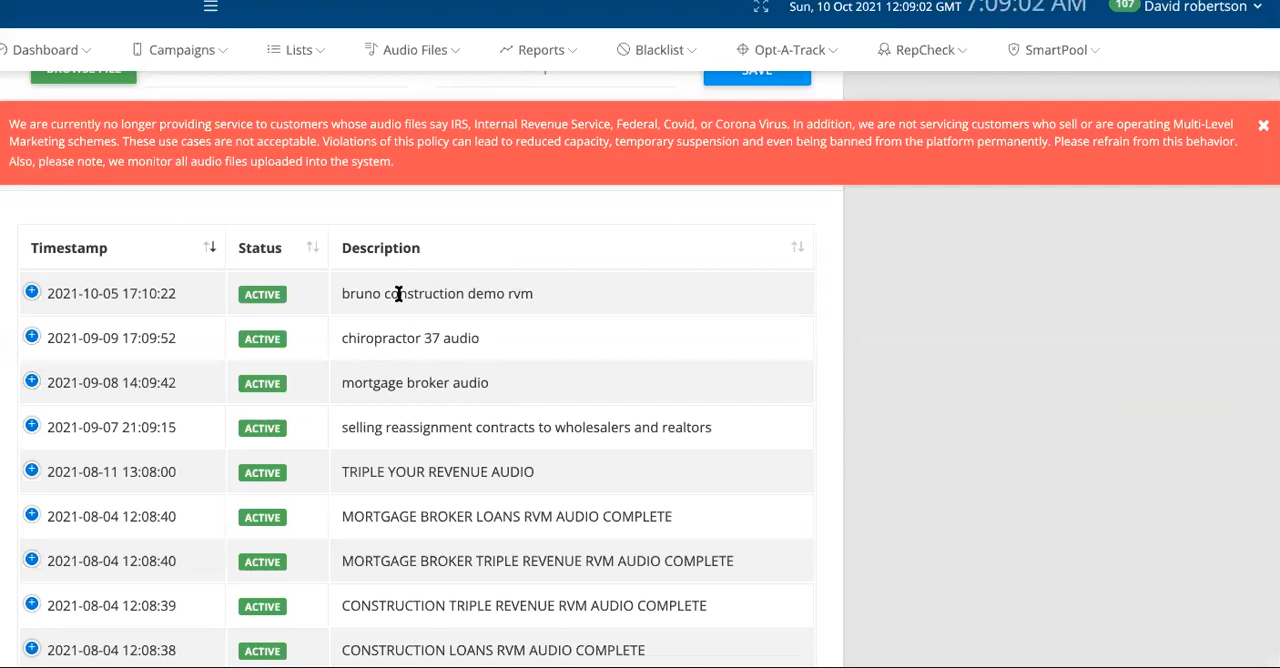 Sun, 10 Oct 2021 12:09:02 GMT 7:09:02 AM 107 David robertson
Dashboard Campaigns Lists Audio Files Reports Blacklist Opt-A-Track RepCheck SmartPool
BROWSE FILE SAVE
We are currently no longer providing service to customers whose audio files say IRS, Internal Revenue Service, Federal, Covid, or Corona Virus. In addition, we are not servicing customers who sell or are operating Multi-Level
Marketing schemes. These use cases are not acceptable. Violations of this policy can lead to reduced capacity, temporary suspension and even being banned from the platform permanently. Please refrain from this behavior.
Also, please note, we monitor all audio files uploaded into the system.
Timestamp Status Description
2021-10-05 17:10:22 ACTIVE bruno construction demo rvm
2021-09-09 17:09:52 ACTIVE chiropractor 37 audio
2021-09-08 14:09:42 ACTIVE mortgage broker audio
2021-09-07 21:09:15 ACTIVE selling reassignment contracts to wholesalers and realtors
2021-08-11 13:08:00 ACTIVE TRIPLE YOUR REVENUE AUDIO
2021-08-04 12:08:40 ACTIVE MORTGAGE BROKER LOANS RVM AUDIO COMPLETE
2021-08-04 12:08:40 ACTIVE MORTGAGE BROKER TRIPLE REVENUE RVM AUDIO COMPLETE
2021-08-04 12:08:39 ACTIVE CONSTRUCTION TRIPLE REVENUE RVM AUDIO COMPLETE
2021-08-04 12:08:38 ACTIVE CONSTRUCTION LOANS RVM AUDIO COMPLETE